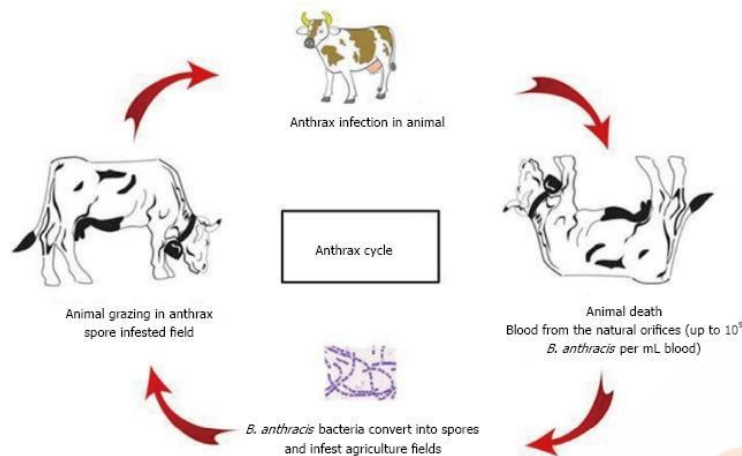 Anthrax infection in animal
Anthrax cycle
Animal grazing in anthrax
spore infested field
Animal death
Blood from the natural orifices (up to 10⁹
B. anthracis per mL blood)
B. anthracis bacteria convert into spores
and infest agriculture fields